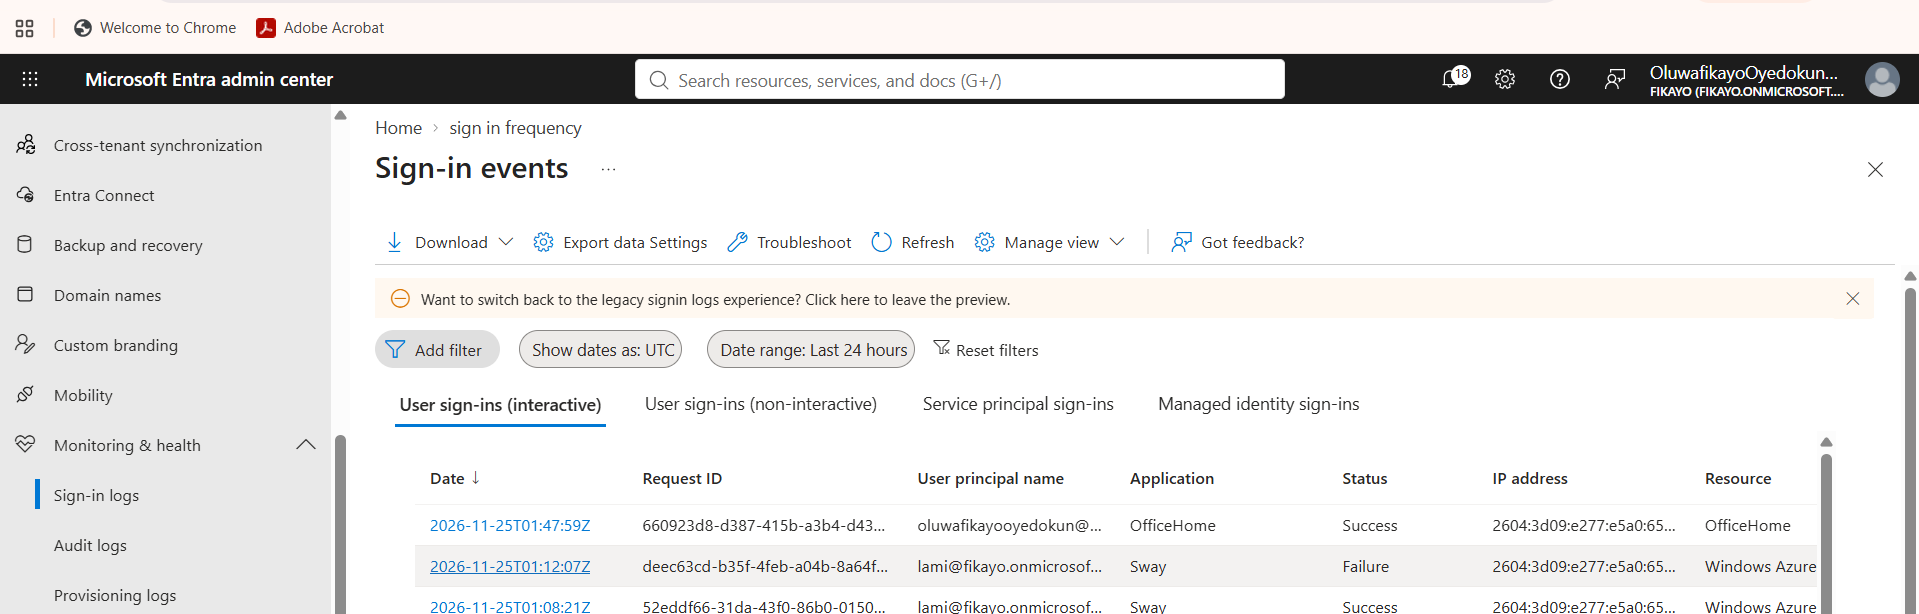 Welcome to Chrome Adobe Acrobat
Microsoft Entra admin center Search resources, services, and docs (G+/) 18 OluwafikayoOyedokun...
FIKAYO (FIKAYO.ONMICROSOFT....
Cross-tenant synchronization
Entra Connect
Backup and recovery
Domain names
Custom branding
Mobility
Monitoring & health
Sign-in logs
Audit logs
Provisioning logs
Home > sign in frequency
Sign-in events ...
Download Export data Settings Troubleshoot Refresh Manage view Got feedback?
Want to switch back to the legacy signin logs experience? Click here to leave the preview.
Add filter Show dates as: UTC Date range: Last 24 hours Reset filters
User sign-ins (interactive) User sign-ins (non-interactive) Service principal sign-ins Managed identity sign-ins
Date ↓ Request ID User principal name Application Status IP address Resource
2026-11-25T01:47:59Z 660923d8-d387-415b-a3b4-d43... oluwafikayooyedokun@... OfficeHome Success 2604:3d09:e277:e5a0:65... OfficeHome
2026-11-25T01:12:07Z deec63cd-b35f-4feb-a04b-8a64f... lami@fikayo.onmicrosof... Sway Failure 2604:3d09:e277:e5a0:65... Windows Azure
2026-11-25T01:08:21Z 52eddf66-31da-43f0-86b0-0150... lami@fikayo.onmicrosof... Sway Success 2604:3d09:e277:e5a0:65... Windows Azure